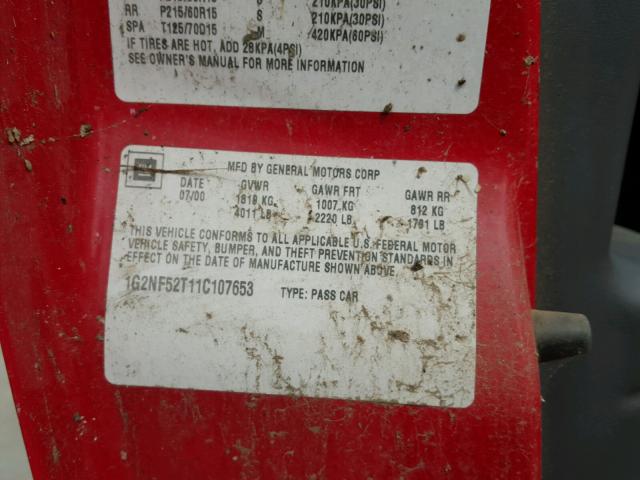 210KPA(30PSI)
RR P215/60R15 S 210KPA(30PSI)
SPA T125/70D15 M 420KPA(60PSI)
IF TIRES ARE HOT, ADD 28KPA(4PSI)
SEE OWNER'S MANUAL FOR MORE INFORMATION
GM MFD BY GENERAL MOTORS CORP
DATE GVWR GAWR FRT GAWR RR
07/00 1819 KG 1007 KG 812 KG
4011 LB 2220 LB 1791 LB
THIS VEHICLE CONFORMS TO ALL APPLICABLE U.S. FEDERAL MOTOR
VEHICLE SAFETY, BUMPER, AND THEFT PREVENTION STANDARDS IN
EFFECT ON THE DATE OF MANUFACTURE SHOWN ABOVE.
1G2NF52T11C107653 TYPE: PASS CAR